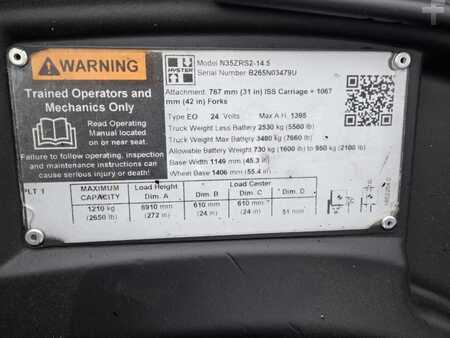 WARNING
Trained Operators and
Mechanics Only
Read Operating
Manual located
on or near seat.
Failure to follow operating, inspection
and maintenance instructions can
cause serious injury or death!
HYSTER
Model N35ZRS2-14.5
Serial Number B265N03479U
Attachment 787 mm (31 in) ISS Carriage + 1067
mm (42 in) Forks
Type EO 24 Volts Max A.H. 1395
Truck Weight Less Battery 2530 kg (5580 lb)
Truck Weight Max Battery 3480 kg (7660 lb)
Allowable Battery Weight 730 kg (1600 lb) to 950 kg (2100 lb)
Base Width 1149 mm (45.3 in)
Wheel Base 1406 mm (55.4 in)
MAXIMUM CAPACITY
Load Height Dim. A
Load Center
Dim. B Dim. C Dim. D
1210 kg (2650 lb)
6910 mm (272 in)
610 mm (24 in)
610 mm (24 in)
51 mm